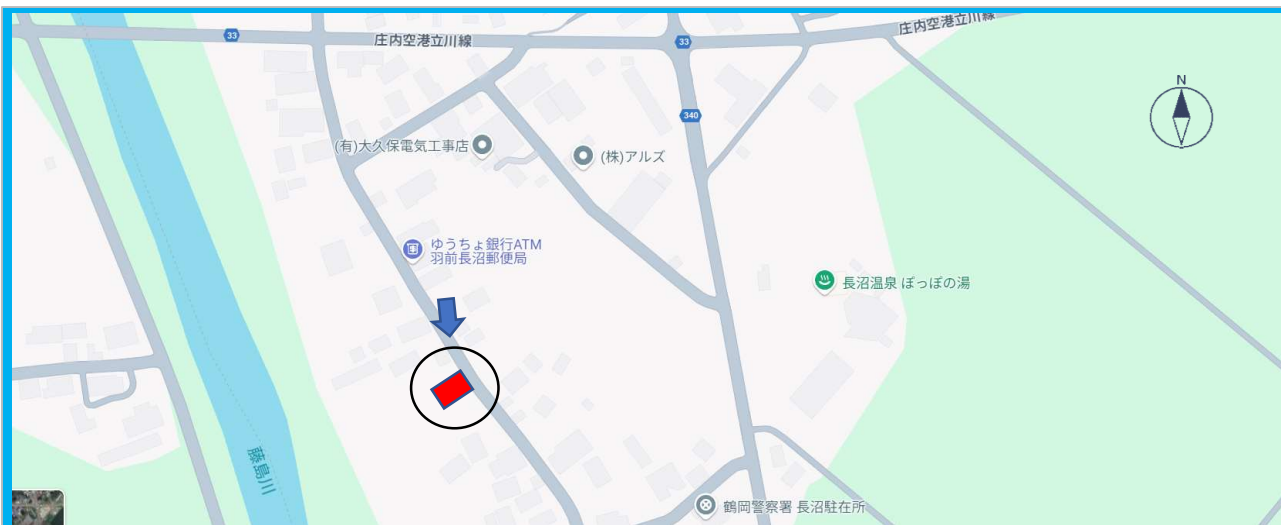 庄内空港立川線
33
庄内空港立川線
33
N
340
(有)大久保電気工事店
(株)アルズ
ゆうちょ銀行ATM
羽前長沼郵便局
長沼温泉 ぽっぽの湯
藤島川
鶴岡警察署 長沼駐在所